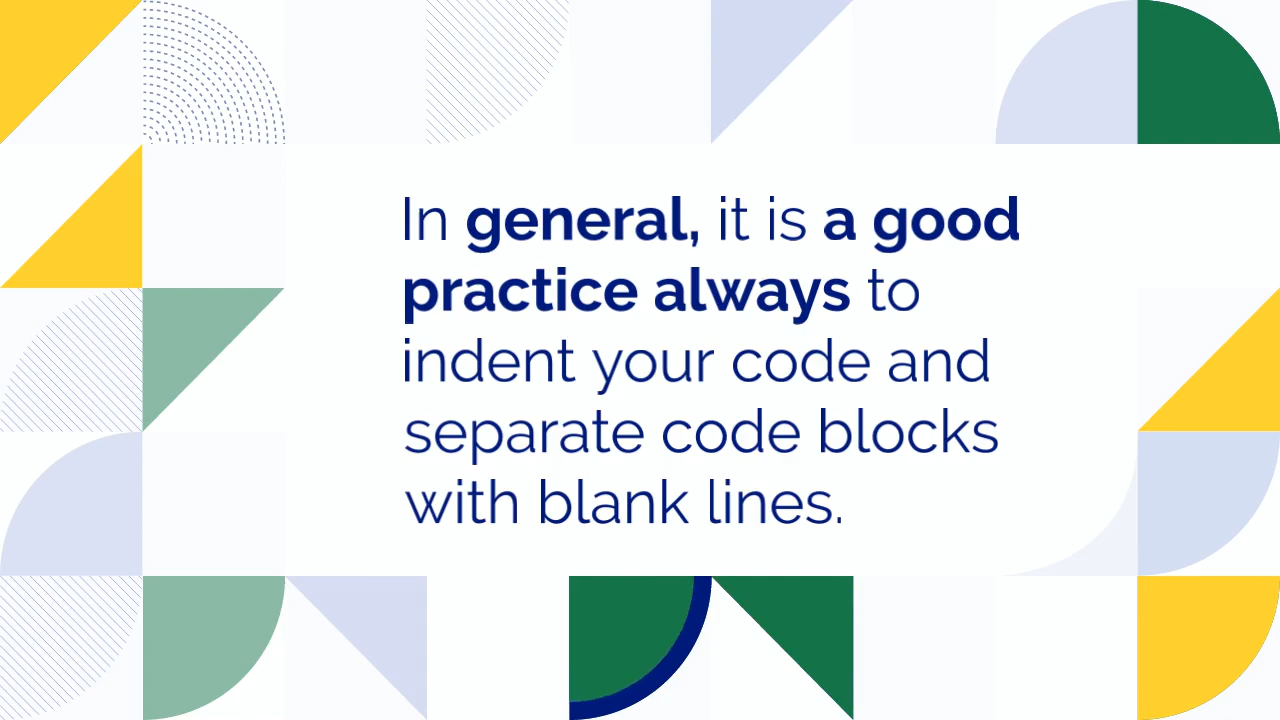 In general, it is a good
practice always to
indent your code and
separate code blocks
with blank lines.